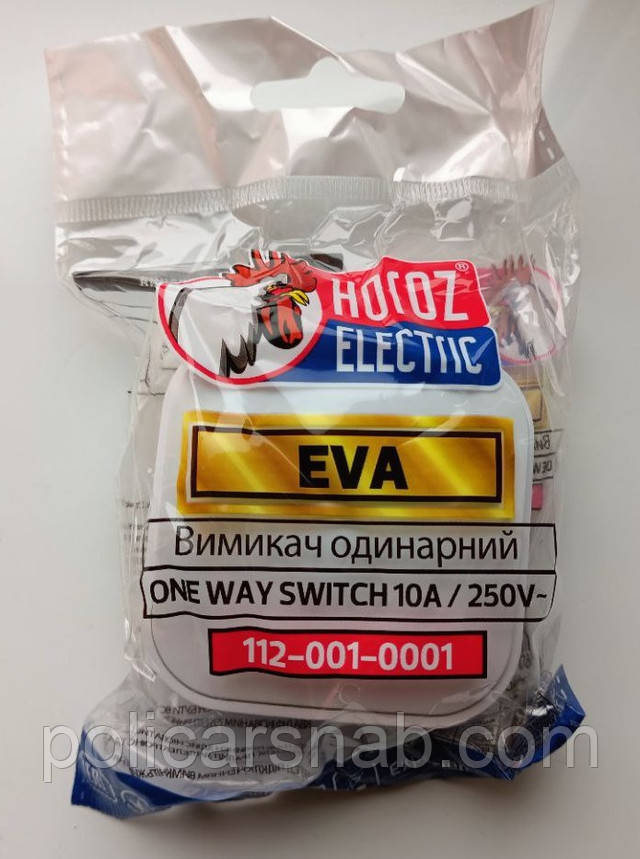 HOROZ®
ELECTRIC
EVA
Вимикач одинарний
ONE WAY SWITCH 10A / 250V~
112-001-0001
policarsnab.com